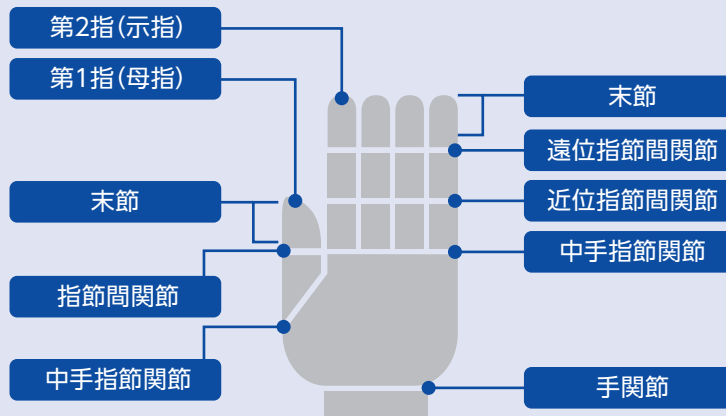 第2指(示指)
第1指(母指)
末節
指節間関節
中手指節関節
末節
遠位指節間関節
近位指節間関節
中手指節関節
手関節